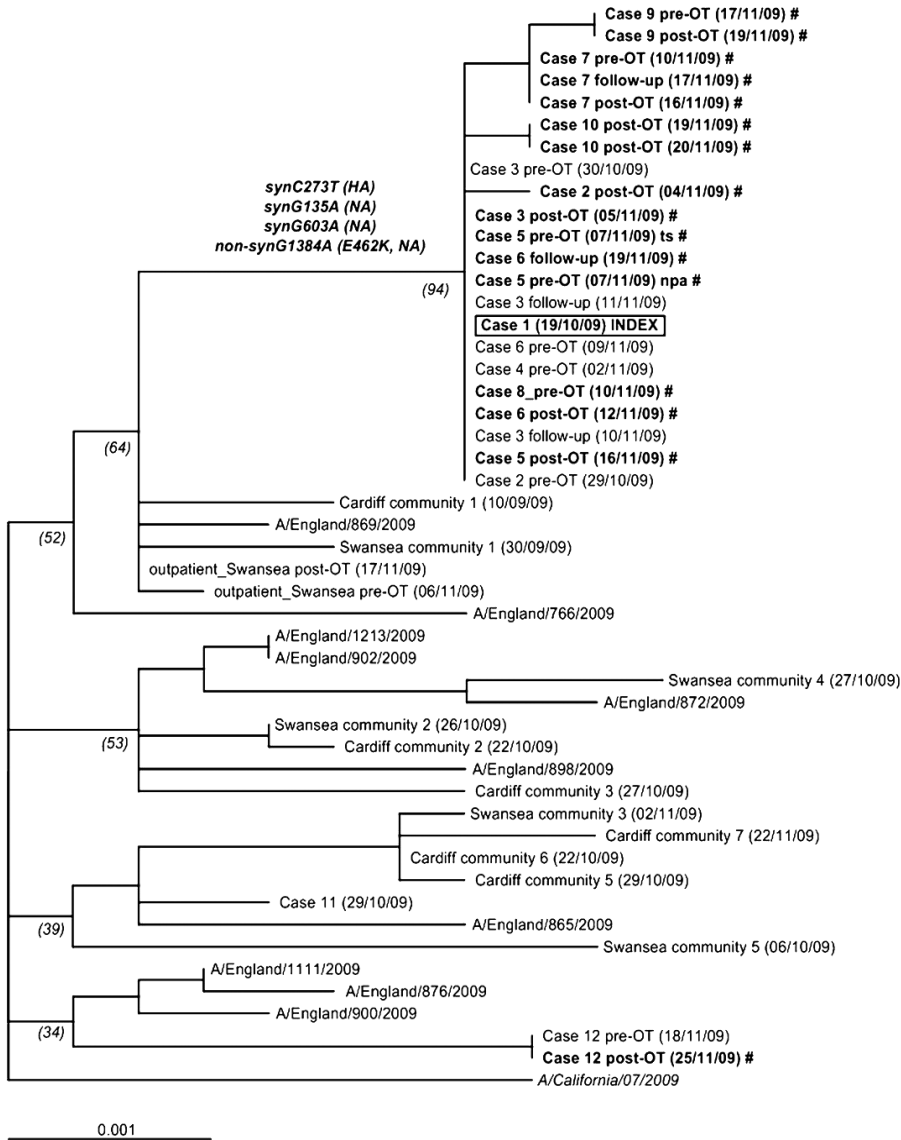 Case 9 pre-OT (17/11/09) #
Case 9 post-OT (19/11/09) #
Case 7 pre-OT (10/11/09) #
Case 7 follow-up (17/11/09) #
Case 7 post-OT (16/11/09) #
Case 10 post-OT (19/11/09) #
Case 10 post-OT (20/11/09) #
Case 3 pre-OT (30/10/09)
synC273T (HA)
Case 2 post-OT (04/11/09) #
synG135A (NA)
Case 3 post-OT (05/11/09) #
synG603A (NA)
Case 5 pre-OT (07/11/09) ts #
non-synG1384A (E462K, NA)
Case 6 follow-up (19/11/09) #
Case 5 pre-OT (07/11/09) npa #
(94)
Case 3 follow-up (11/11/09)
Case 1 (19/10/09) INDEX
Case 6 pre-OT (09/11/09)
Case 4 pre-OT (02/11/09)
Case 8_pre-OT (10/11/09) #
Case 6 post-OT (12/11/09) #
Case 3 follow-up (10/11/09)
(64)
Case 5 post-OT (16/11/09) #
Case 2 pre-OT (29/10/09)
Cardiff community 1 (10/09/09)
A/England/869/2009
(52)
Swansea community 1 (30/09/09)
outpatient_Swansea post-OT (17/11/09)
outpatient_Swansea pre-OT (06/11/09)
A/England/766/2009
A/England/1213/2009
A/England/902/2009
Swansea community 4 (27/10/09)
A/England/872/2009
Swansea community 2 (26/10/09)
(53)
Cardiff community 2 (22/10/09)
A/England/898/2009
Cardiff community 3 (27/10/09)
Swansea community 3 (02/11/09)
Cardiff community 7 (22/11/09)
Cardiff community 6 (22/10/09)
Cardiff community 5 (29/10/09)
Case 11 (29/10/09)
A/England/865/2009
(39)
Swansea community 5 (06/10/09)
A/England/1111/2009
A/England/876/2009
A/England/900/2009
(34)
Case 12 pre-OT (18/11/09)
Case 12 post-OT (25/11/09) #
A/California/07/2009
0.001